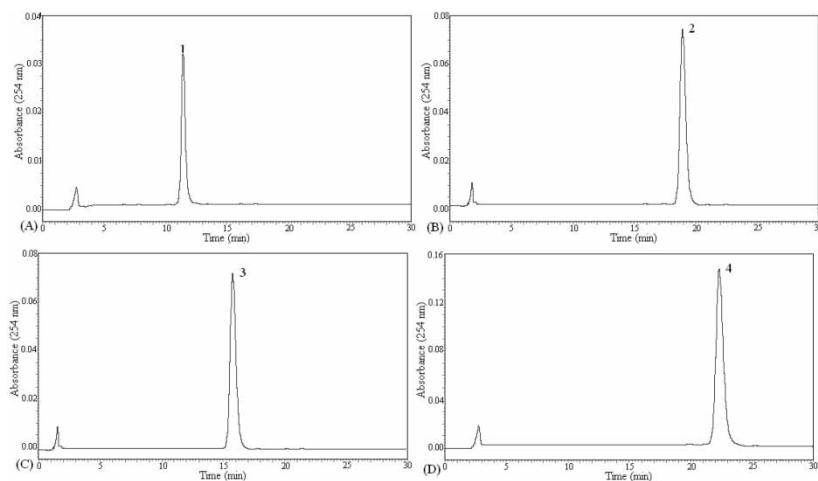 0.04
0.03
0.01
0.01
0.00
Absorbance (254 nm)
1
0 5 10 15 20 25 30
(A) Time (min)
0.08
0.06
0.04
0.02
0.00
Absorbance (254 nm)
2
0 5 10 15 20 25 30
(B) Time (min)
0.08
0.07
0.04
0.02
0.00
Absorbance (254 nm)
3
0 5 10 15 20 25 30
(C) Time (min)
0.16
0.12
0.08
0.04
0.00
Absorbance (254 nm)
4
0 5 10 15 20 25 30
(D) Time (min)